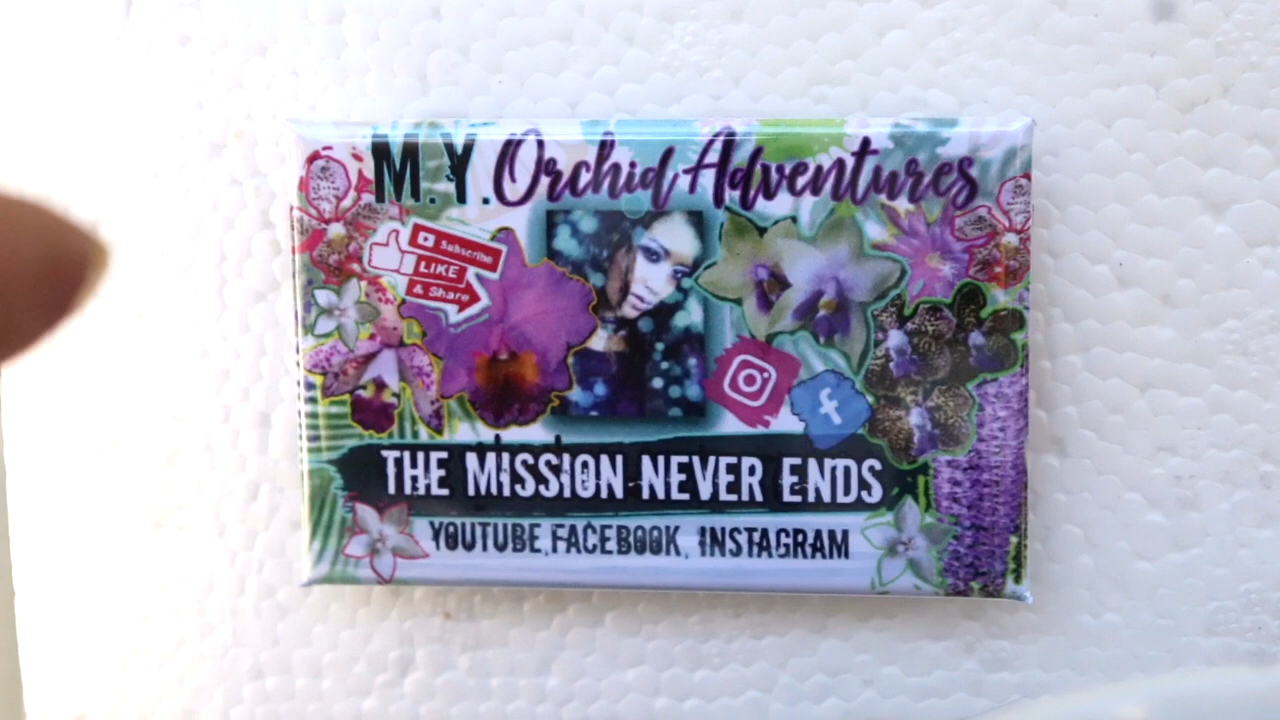 M.Y. Orchid Adventures
Subscribe
LIKE
& Share
THE MISSION NEVER ENDS
YOUTUBE, FACEBOOK, INSTAGRAM